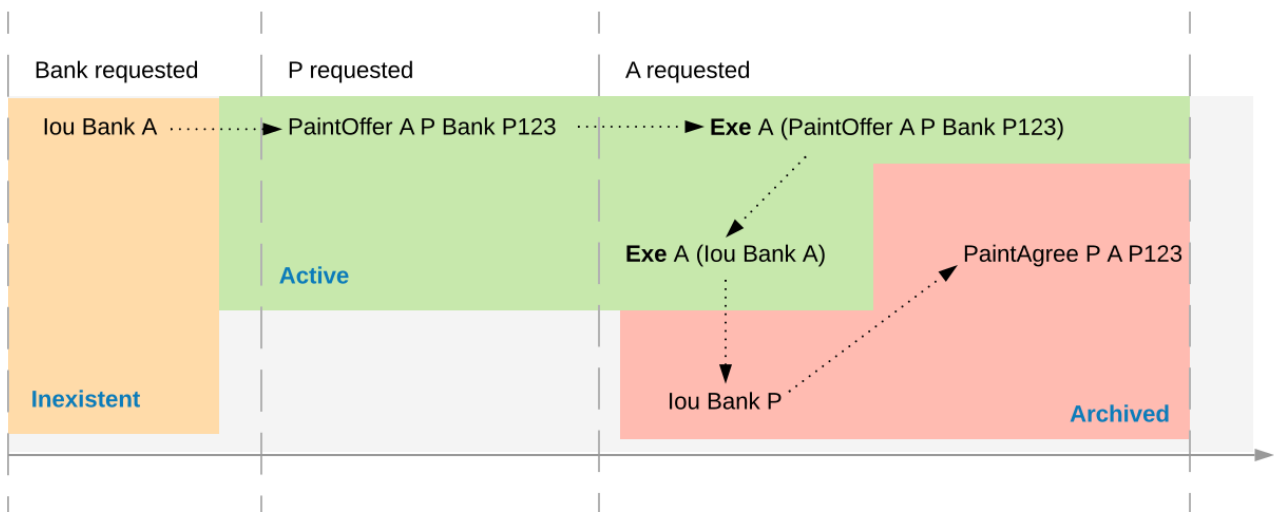 Bank requested
P requested
A requested
Iou Bank A
PaintOffer A P Bank P123
Exe A (PaintOffer A P Bank P123)
Exe A (Iou Bank A)
PaintAgree P A P123
Active
Inexistent
Iou Bank P
Archived